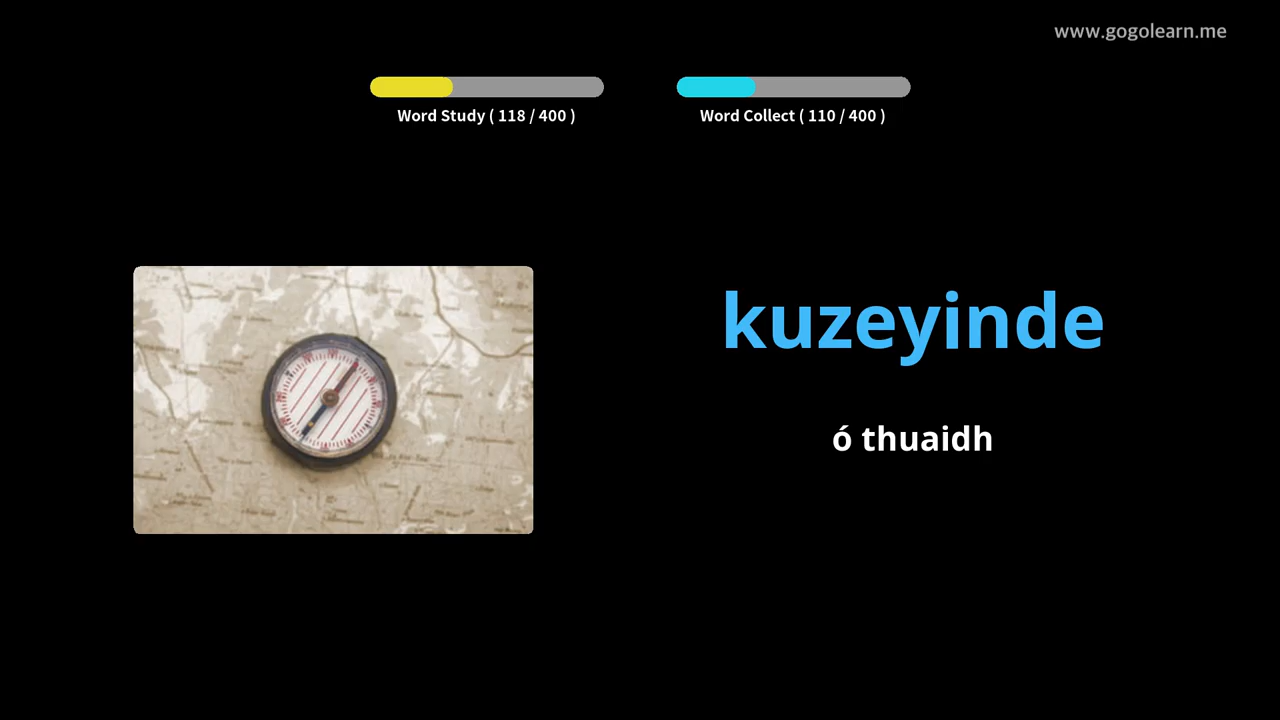 www.gogolearn.me
Word Study ( 118 / 400 )
Word Collect ( 110 / 400 )
kuzeyinde
ó thuaidh